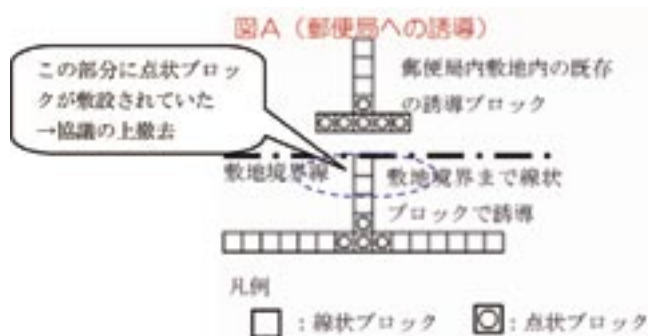 図A（郵便局への誘導）
この部分に点状ブロッ
クが敷設されていた
→協議の上撤去
郵便局内敷地内の既存
の誘導ブロック
敷地境界線
敷地境界まで線状
ブロックで誘導
凡例
：線状ブロック
：点状ブロック